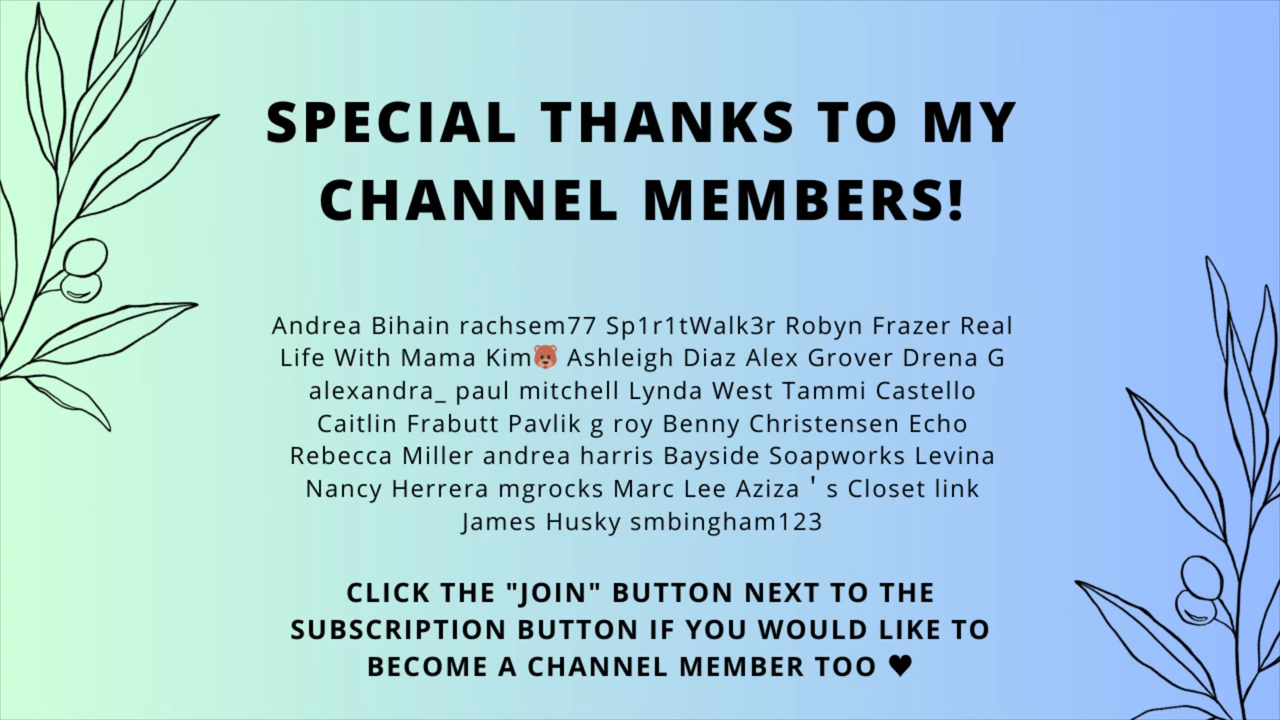 SPECIAL THANKS TO MY
CHANNEL MEMBERS!
Andrea Bihain rachsem77 Sp1r1tWalk3r Robyn Frazer Real
Life With Mama Kim🐻 Ashleigh Diaz Alex Grover Drena G
alexandra_ paul mitchell Lynda West Tammi Castello
Caitlin Frabutt Pavlik g roy Benny Christensen Echo
Rebecca Miller andrea harris Bayside Soapworks Levina
Nancy Herrera mgrocks Marc Lee Aziza ' s Closet link
James Husky smbingham123
CLICK THE "JOIN" BUTTON NEXT TO THE
SUBSCRIPTION BUTTON IF YOU WOULD LIKE TO
BECOME A CHANNEL MEMBER TOO ♥